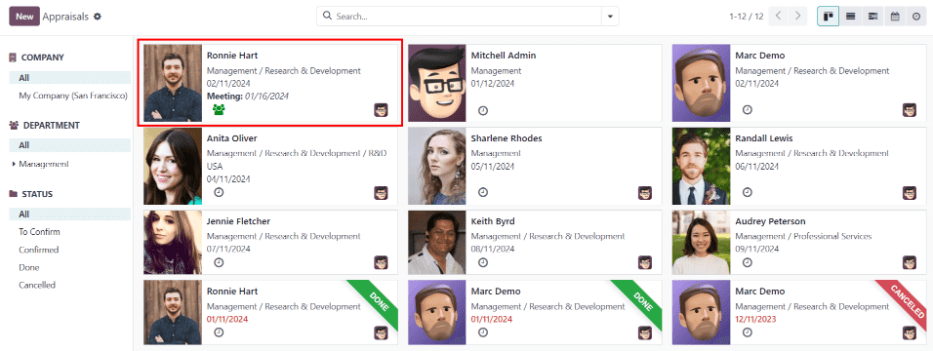 New Appraisals
Search...
1-12 / 12
COMPANY
All
My Company (San Francisco)
DEPARTMENT
All
Management
STATUS
All
To Confirm
Confirmed
Done
Cancelled
Ronnie Hart
Management / Research & Development
02/11/2024
Meeting: 01/16/2024
Mitchell Admin
Management
01/12/2024
Marc Demo
Management / Research & Development
02/11/2024
Anita Oliver
Management / Research & Development / R&D
USA
04/11/2024
Sharlene Rhodes
Management
05/11/2024
Randall Lewis
Management / Research & Development
06/11/2024
Jennie Fletcher
Management / Research & Development
07/11/2024
Keith Byrd
Management / Research & Development
08/11/2024
Audrey Peterson
Management / Professional Services
09/11/2024
Ronnie Hart
Management / Research & Development
01/11/2024
DONE
Marc Demo
Management / Research & Development
01/11/2024
DONE
Marc Demo
Management / Research & Development
12/11/2023
CANCELED